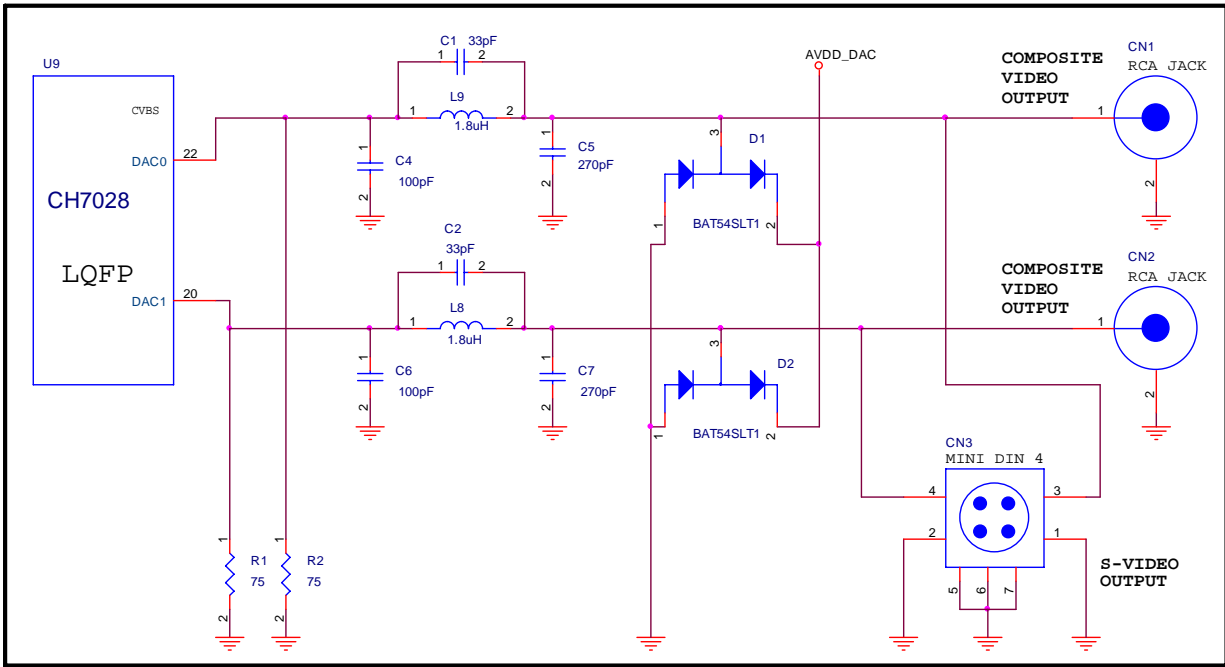 U9
CVBS
DAC0
22
CH7028
LQFP
DAC1
20
C1 33pF
1 2
L9
1 2
1.8uH
1
C4
100pF
2
1
C5
270pF
2
C2
33pF
1 2
L8
1 2
1.8uH
1
C6
100pF
2
1
C7
270pF
2
AVDD_DAC
3
D1
1
BAT54SLT1
2
3
D2
1
BAT54SLT1
2
COMPOSITE
VIDEO
OUTPUT
CN1
RCA JACK
1
2
COMPOSITE
VIDEO
OUTPUT
CN2
RCA JACK
1
2
1
R1
75
2
1
R2
75
2
CN3
MINI DIN 4
4
3
2
1
5
6
7
S-VIDEO
OUTPUT